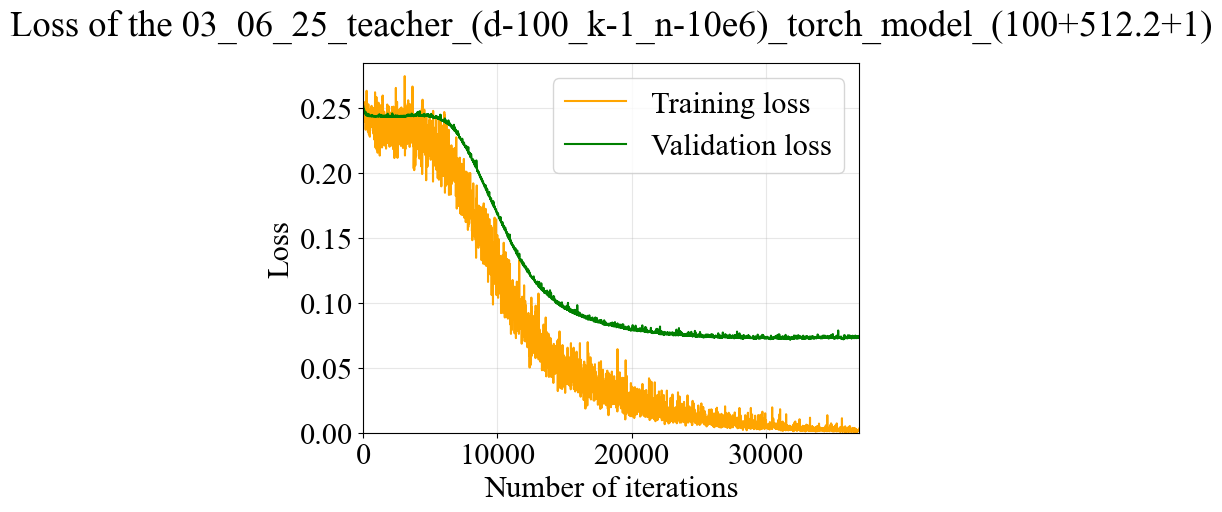 Loss of the 03_06_25_teacher_(d-100_k-1_n-10e6)_torch_model_(100+512.2+1)
Training loss
Validation loss
Loss
0.25
0.20
0.15
0.10
0.05
0.00
0 10000 20000 30000
Number of iterations